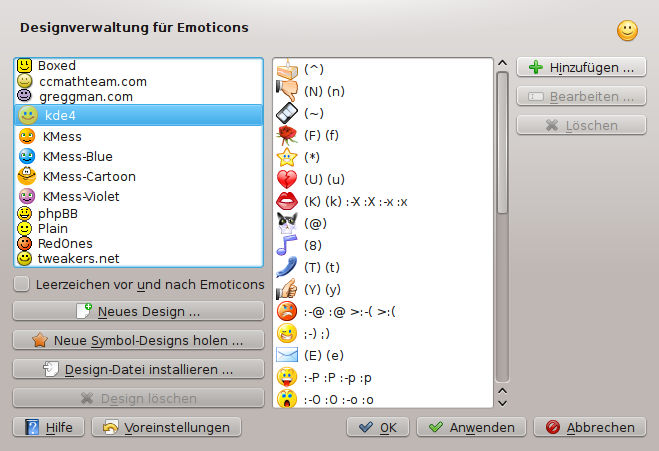 Designverwaltung für Emoticons
Boxed
ccmathteam.com
greggman.com
kde4
KMess
KMess-Blue
KMess-Cartoon
KMess-Violet
phpBB
Plain
RedOnes
tweakers.net
Leerzeichen vor und nach Emoticons
Neues Design ...
Neue Symbol-Designs holen ...
Design-Datei installieren ...
Design löschen
(^)
(N) (n)
(~)
(F) (f)
(*)
(U) (u)
(K) (k) :-X :X :-x :x
(@)
(8)
(T) (t)
(Y) (y)
:-@ :@ >:-( >:(
;-) ;)
(E) (e)
:-P :P :-p :p
:-O :O :-o :o
Hinzufügen ...
Bearbeiten ...
Löschen
Hilfe
Voreinstellungen
OK
Anwenden
Abbrechen